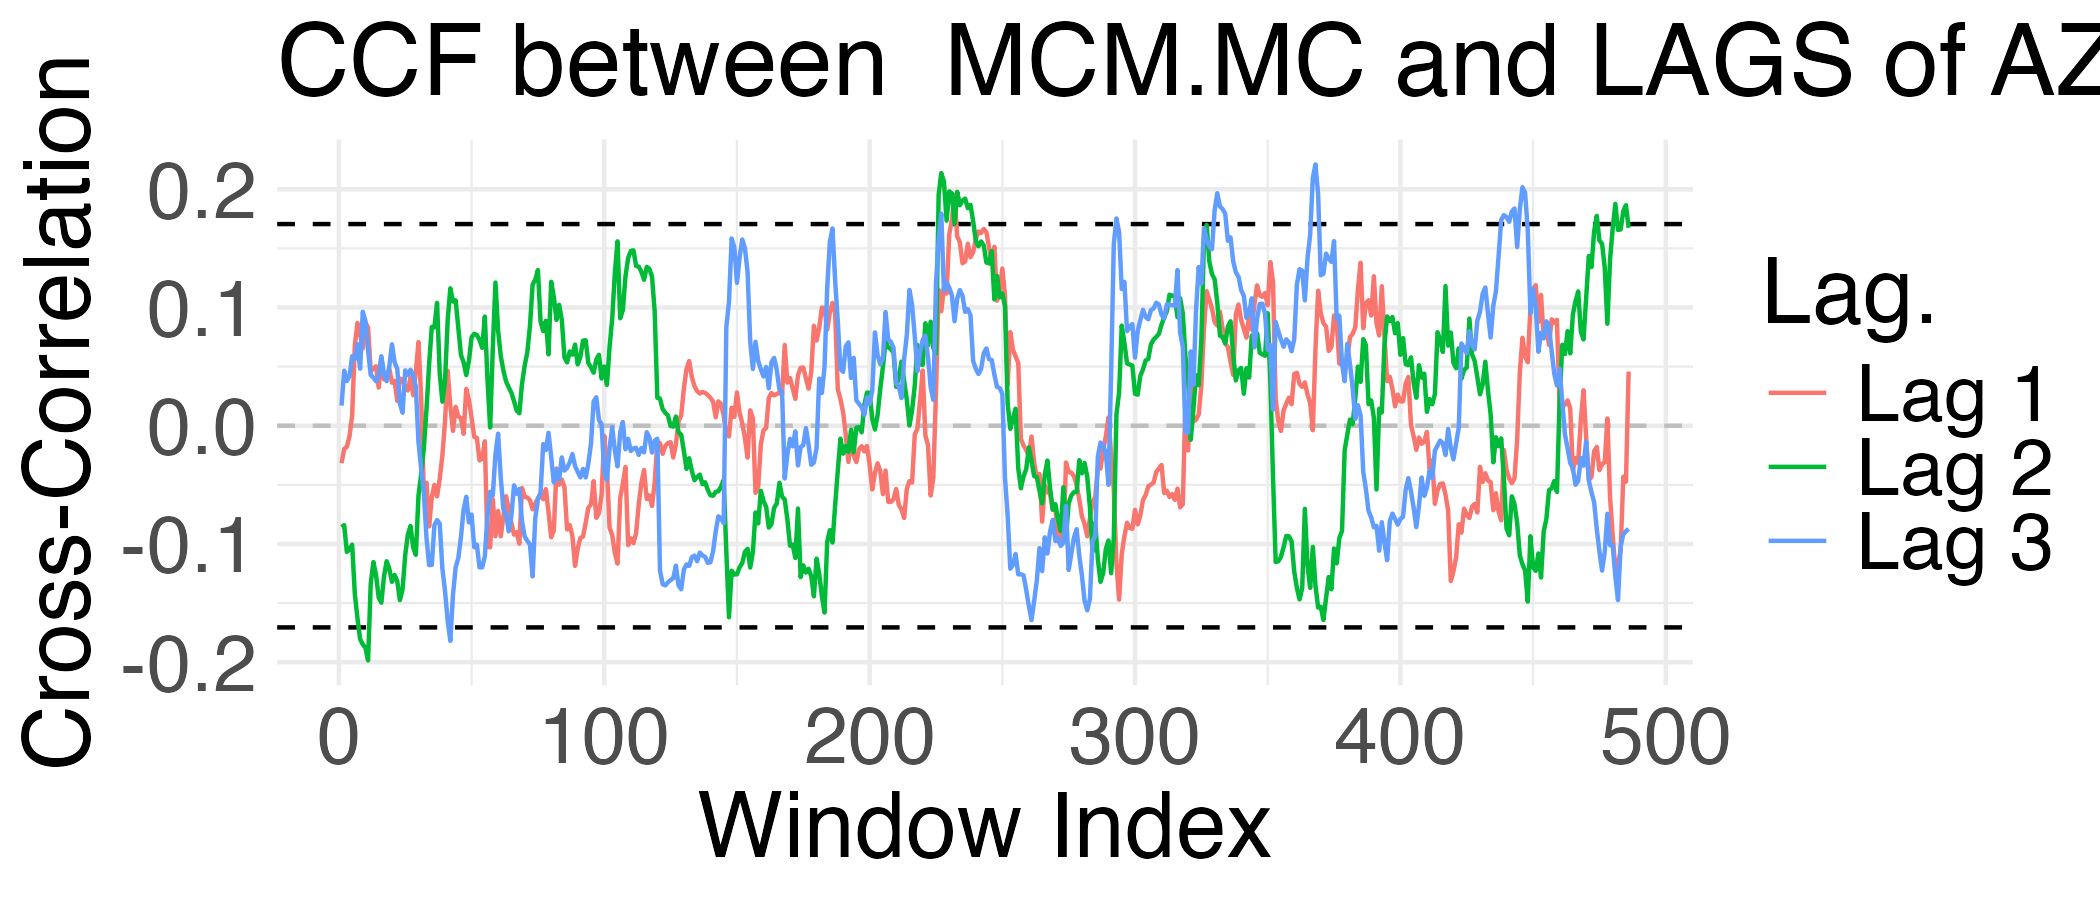 CCF between MCM.MC and LAGS of AZ
Cross-Correlation
0.2
0.1
0.0
-0.1
-0.2
0 100 200 300 400 500
Window Index
Lag.
Lag 1
Lag 2
Lag 3